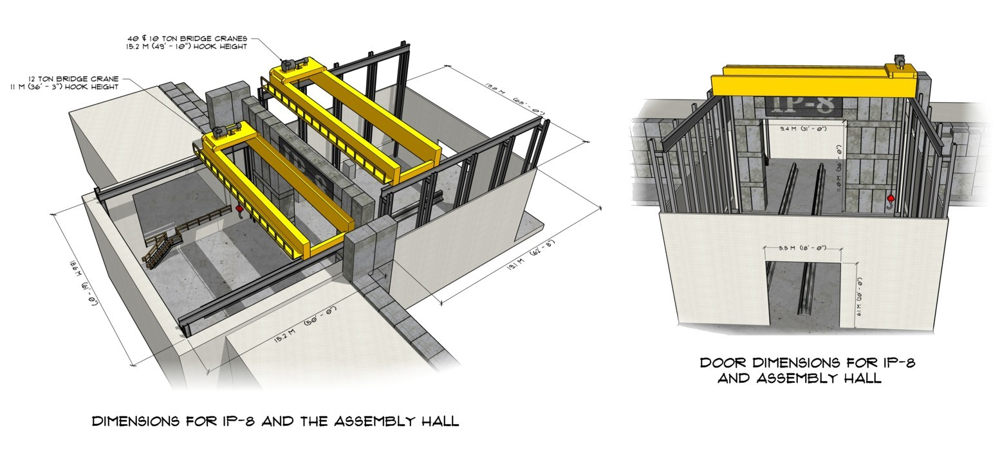 40 & 10 TON BRIDGE CRANES
15.2 M (49' - 10") HOOK HEIGHT
12 TON BRIDGE CRANE
11 M (36' - 3") HOOK HEIGHT
19.8 M (65' - 0")
18.6 M (61' - 0")
15.2 M (50' - 0")
19.1 M (62' - 8")
IP-8
DIMENSIONS FOR IP-8 AND THE ASSEMBLY HALL
IP-8
9.4 M (31' - 0")
11.0 M (36' - 0")
5.5 M (18' - 0")
6.1 M (20' - 0")
DOOR DIMENSIONS FOR IP-8
AND ASSEMBLY HALL